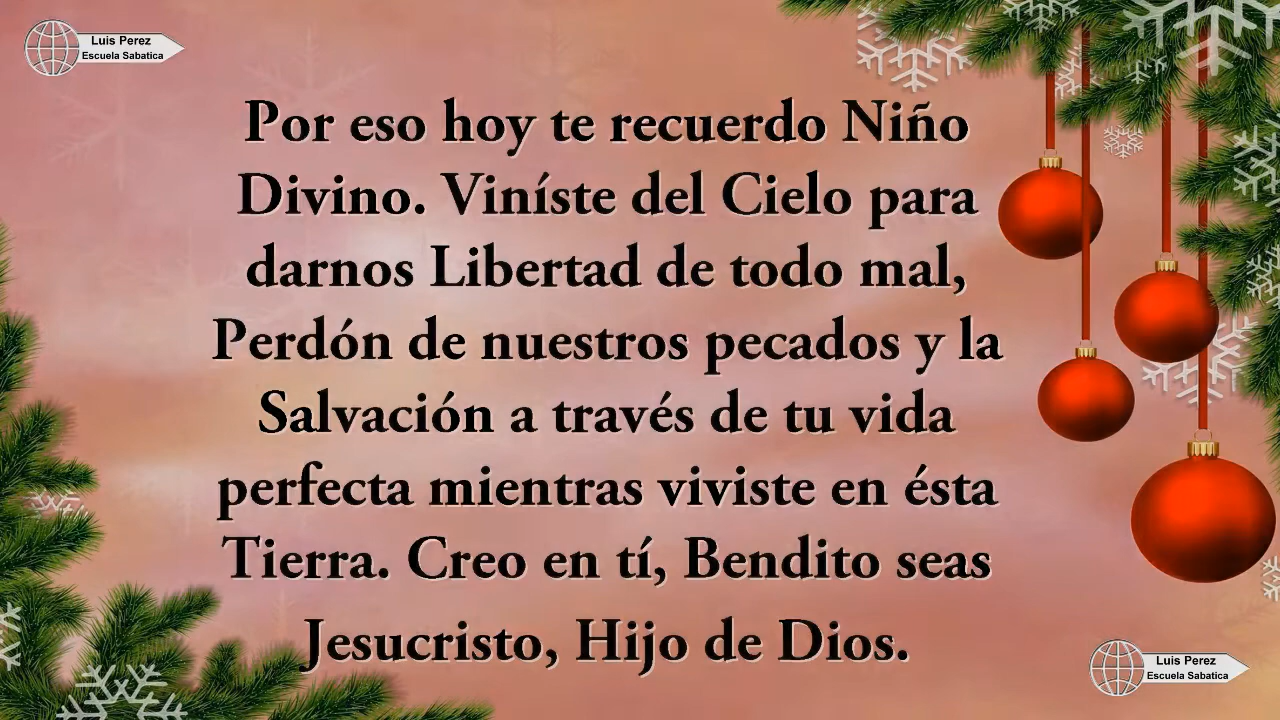 Luis Perez
Escuela Sabatica
Por eso hoy te recuerdo Niño
Divino. Viníste del Cielo para
darnos Libertad de todo mal,
Perdón de nuestros pecados y la
Salvación a través de tu vida
perfecta mientras viviste en ésta
Tierra. Creo en tí, Bendito seas
Jesucristo, Hijo de Dios.
Luis Perez
Escuela Sabatica